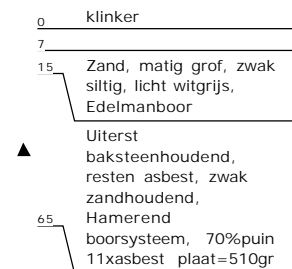 0 klinker
7
15 Zand, matig grof, zwak
siltig, licht witgrijs,
Edelmanboor
Uiterst
baksteenhoudend,
resten asbest, zwak
zandhoudend,
65 Hamerend
boorsysteem, 70%puin
11xasbest plaat=510gr